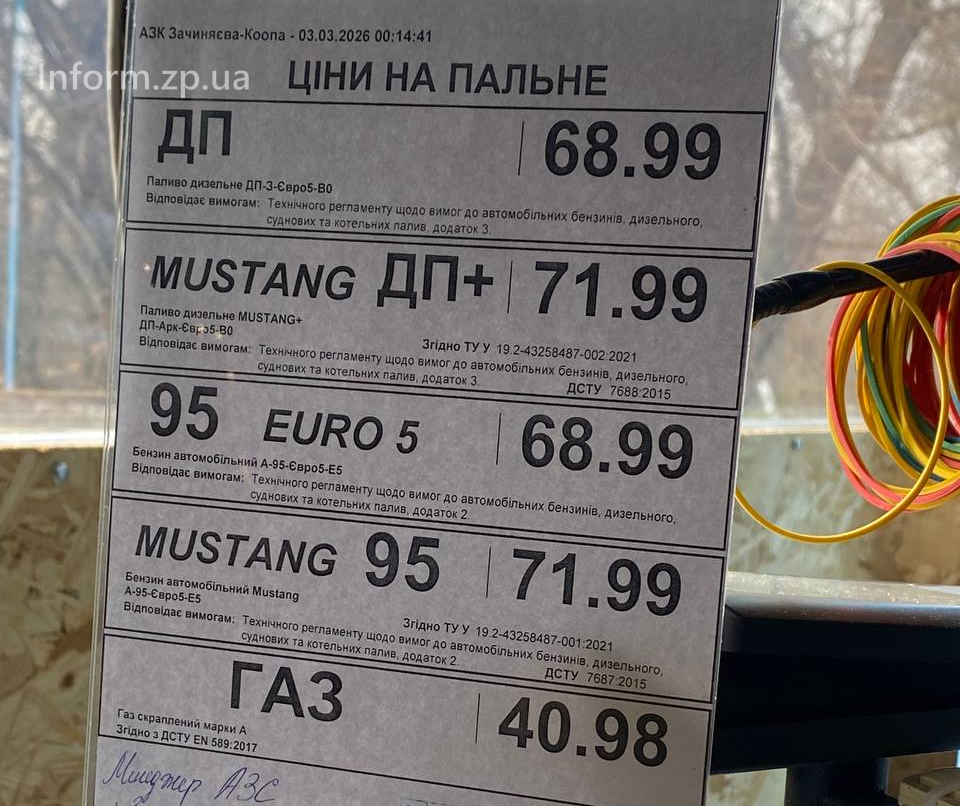 АЗК Зачиняєва-Коопа - 03.03.2026 00:14:41
Inform.zp.ua
ЦІНИ НА ПАЛЬНЕ
ДП 68.99
Паливо дизельне ДП-З-Євро5-В0
Відповідає вимогам: Технічного регламенту щодо вимог до автомобільних бензинів, дизельного,
суднових та котельних палив, додаток 3.
MUSTANG ДП+ 71.99
Паливо дизельне MUSTANG+
ДП-Арк-Євро5-В0
Згідно ТУ У 19.2-43258487-002:2021
Відповідає вимогам: Технічного регламенту щодо вимог до автомобільних бензинів, дизельного,
суднових та котельних палив, додаток 3.
ДСТУ 7688:2015
95 EURO 5 68.99
Бензин автомобільний А-95-Євро5-Е5
Відповідає вимогам: Технічного регламенту щодо вимог до автомобільних бензинів, дизельного,
суднових та котельних палив, додаток 2.
MUSTANG 95 71.99
Бензин автомобільний Mustang
А-95-Євро5-Е5
Згідно ТУ У 19.2-43258487-001:2021
Відповідає вимогам: Технічного регламенту щодо вимог до автомобільних бензинів, дизельного,
суднових та котельних палив, додаток 2.
ДСТУ 7687:2015
ГАЗ 40.98
Газ скраплений марки А
Згідно з ДСТУ EN 589:2017
Менеджер АЗС